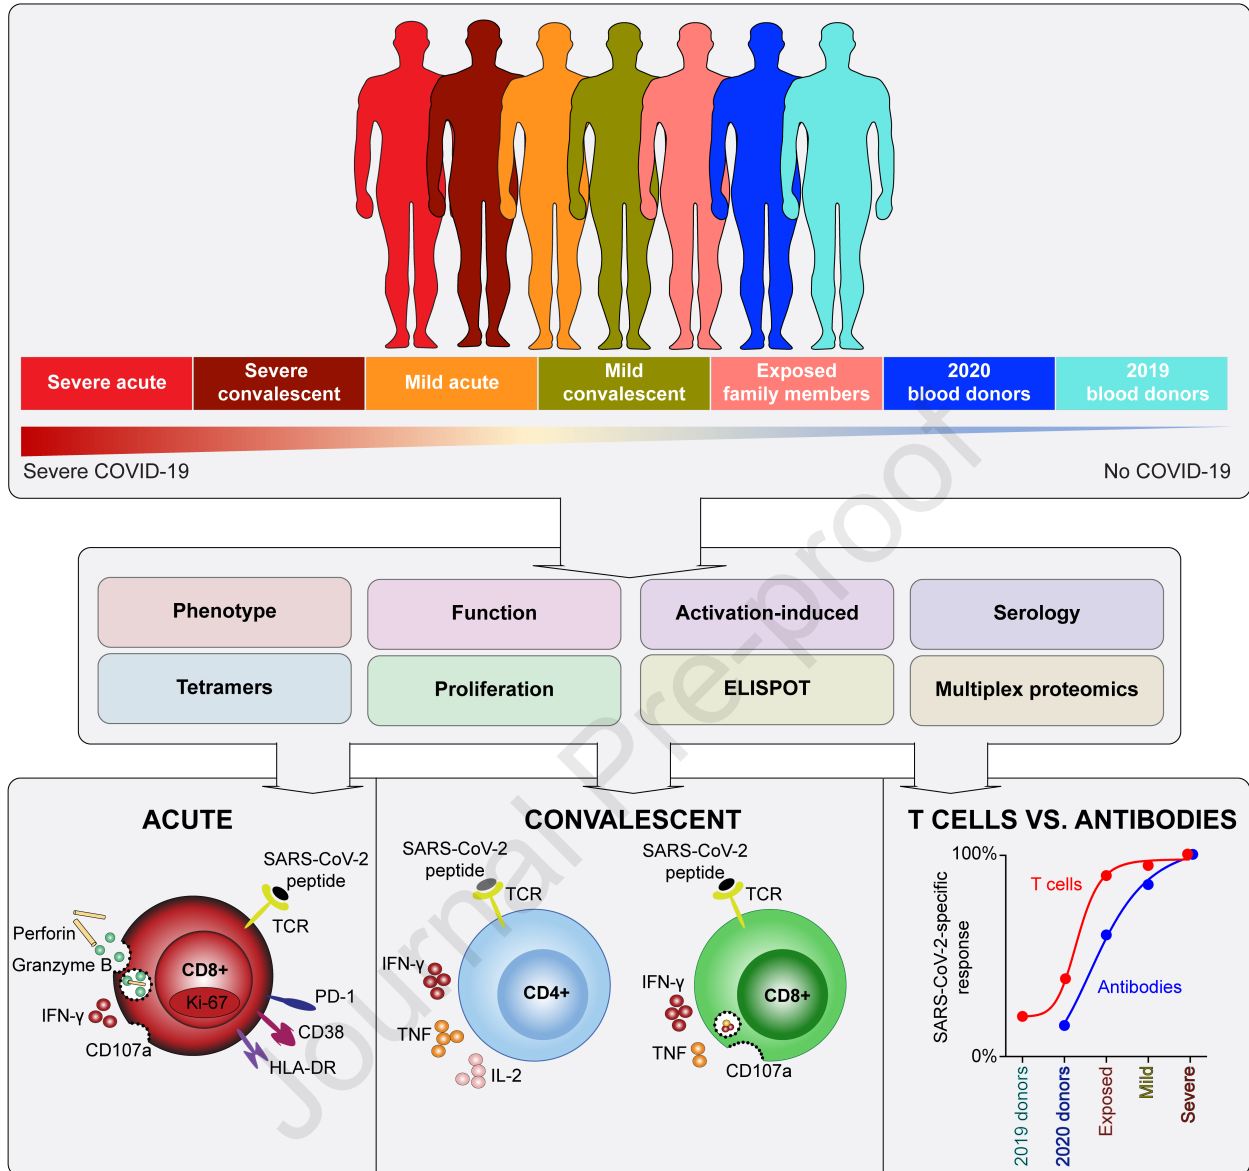 Severe acute
Severe
convalescent
Mild acute
Mild
convalescent
Exposed
family members
2020
blood donors
2019
blood donors
Severe COVID-19
No COVID-19
Phenotype
Function
Activation-induced
Serology
Tetramers
Proliferation
ELISPOT
Multiplex proteomics
ACUTE
SARS-CoV-2
peptide
TCR
Perforin
Granzyme B
CD8+
Ki-67
IFN-γ
CD107a
PD-1
CD38
HLA-DR
CONVALESCENT
SARS-CoV-2
peptide
TCR
IFN-γ
CD4+
TNF
IL-2
SARS-CoV-2
peptide
TCR
IFN-γ
CD8+
TNF
CD107a
T CELLS VS. ANTIBODIES
100%
T cells
SARS-CoV-2-specific
response
Antibodies
0%
2019 donors
2020 donors
Exposed
Mild
Severe
Journal Pre-proof